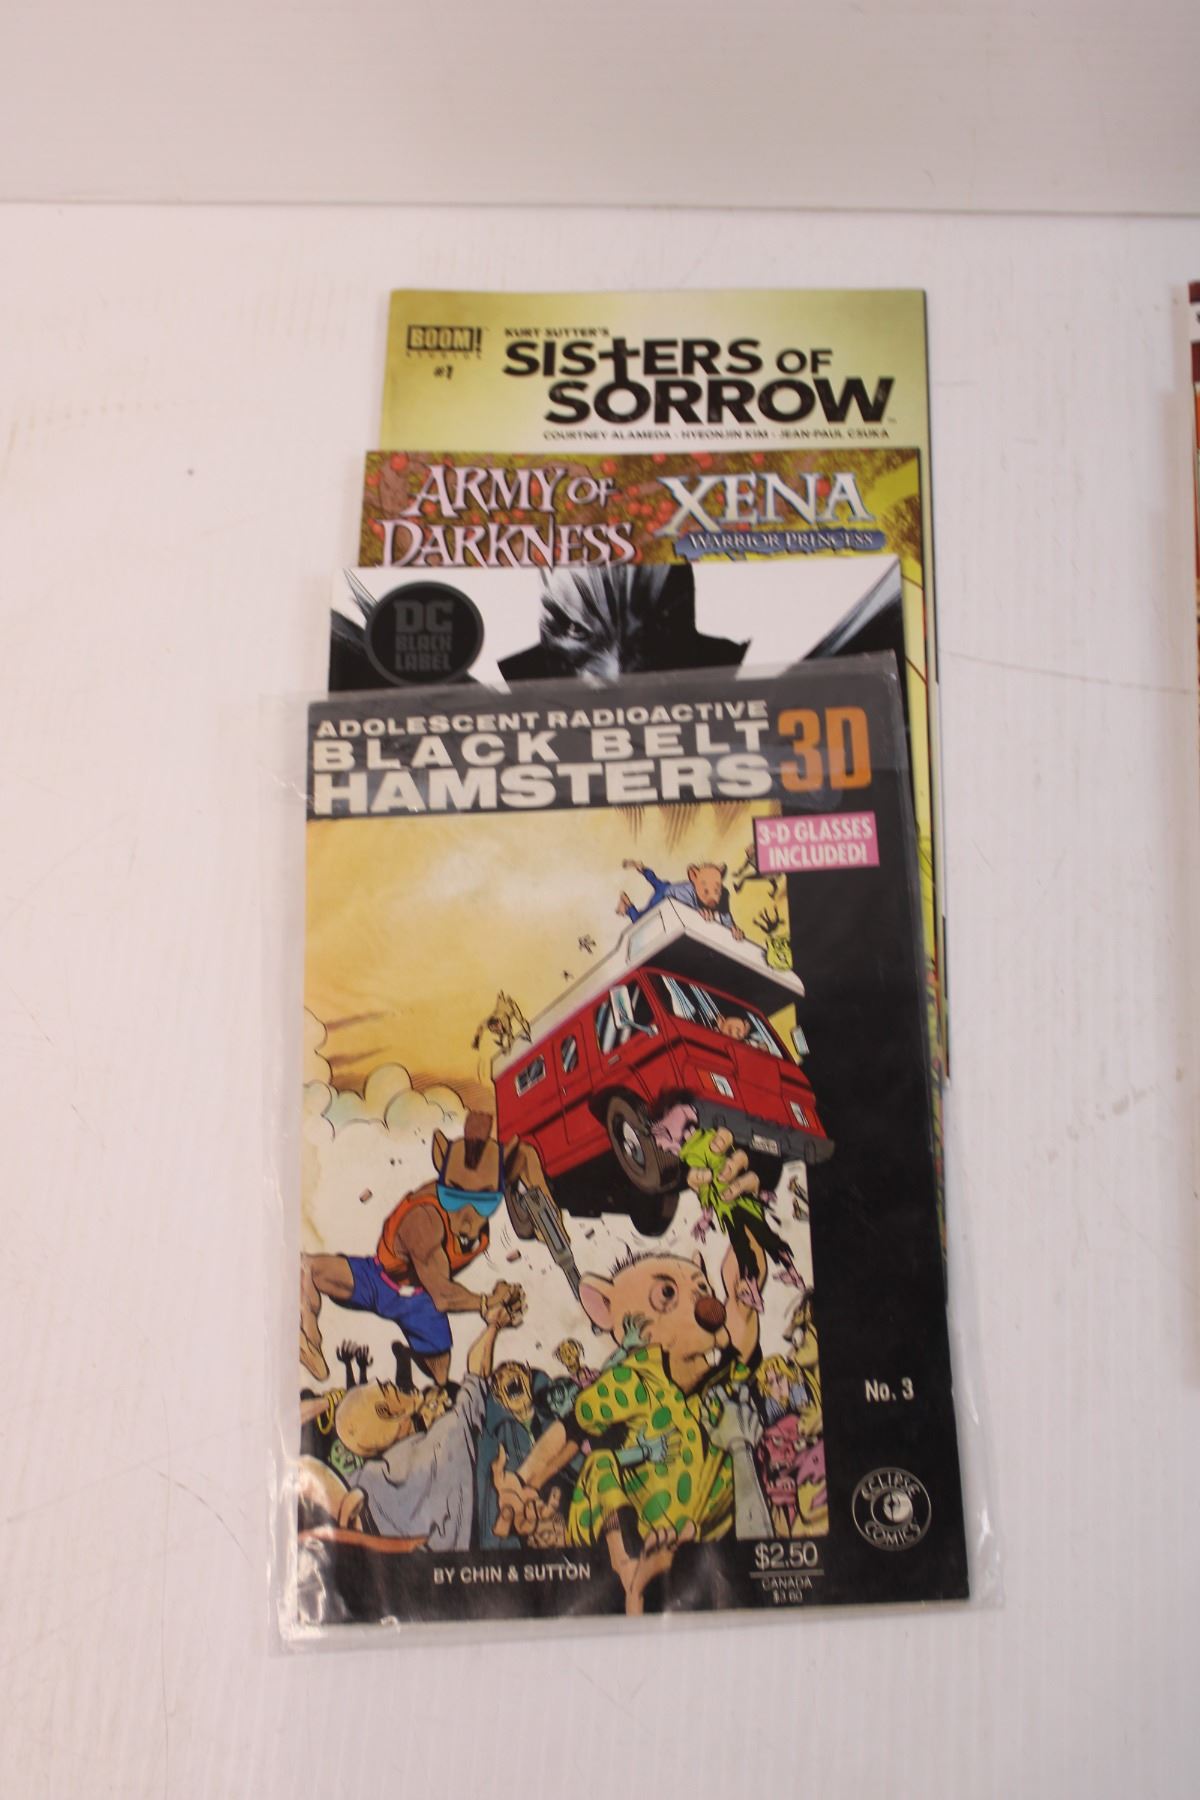 BOOM!
STUDIOS
#1
KURT SUTTER'S
SISTERS OF
SORROW
COURTNEY ALAMEDA · HYEONJIN KIM · JEAN-PAUL CSUKA
ARMY OF
DARKNESS
XENA
WARRIOR PRINCESS
DC
BLACK
LABEL
ADOLESCENT RADIOACTIVE
BLACK BELT
HAMSTERS
3D
3-D GLASSES
INCLUDED!
No. 3
ECLIPSE
COMICS
BY CHIN & SUTTON
$2.50
CANADA
$3.60